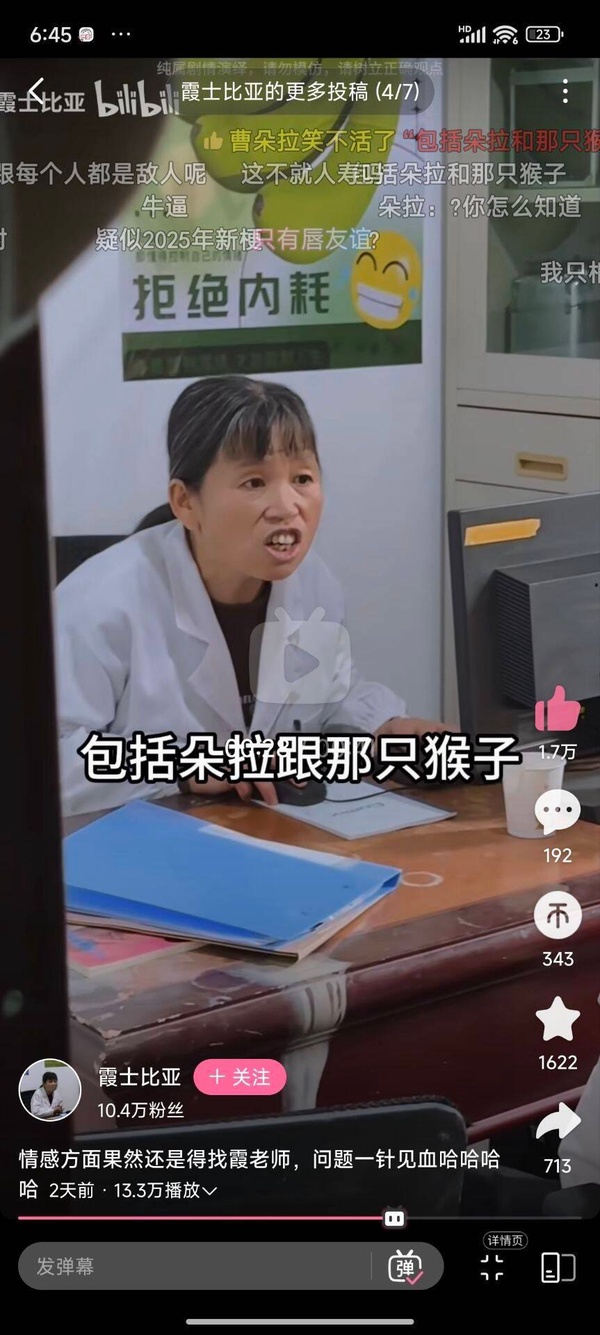 6:45
HD
23
纯属剧情演绎，请勿模仿，请树立正确观点
霞士比亚 bilibili
霞士比亚的更多投稿 (4/7)
曹朵拉笑不活了 “包括朵拉和那只猴
跟每个人都是敌人呢
这不就人寿吗
包括朵拉和那只猴子
牛逼
朵拉：?你怎么知道
疑似2025年新梗
只有唇友谊?
我只相
拒绝内耗
包括朵拉跟那只猴子
1.7万
192
343
1622
713
霞士比亚
＋ 关注
10.4万粉丝
情感方面果然还是得找霞老师，问题一针见血哈哈哈
哈 2天前 · 13.3万播放
详情页
发弹幕
弹